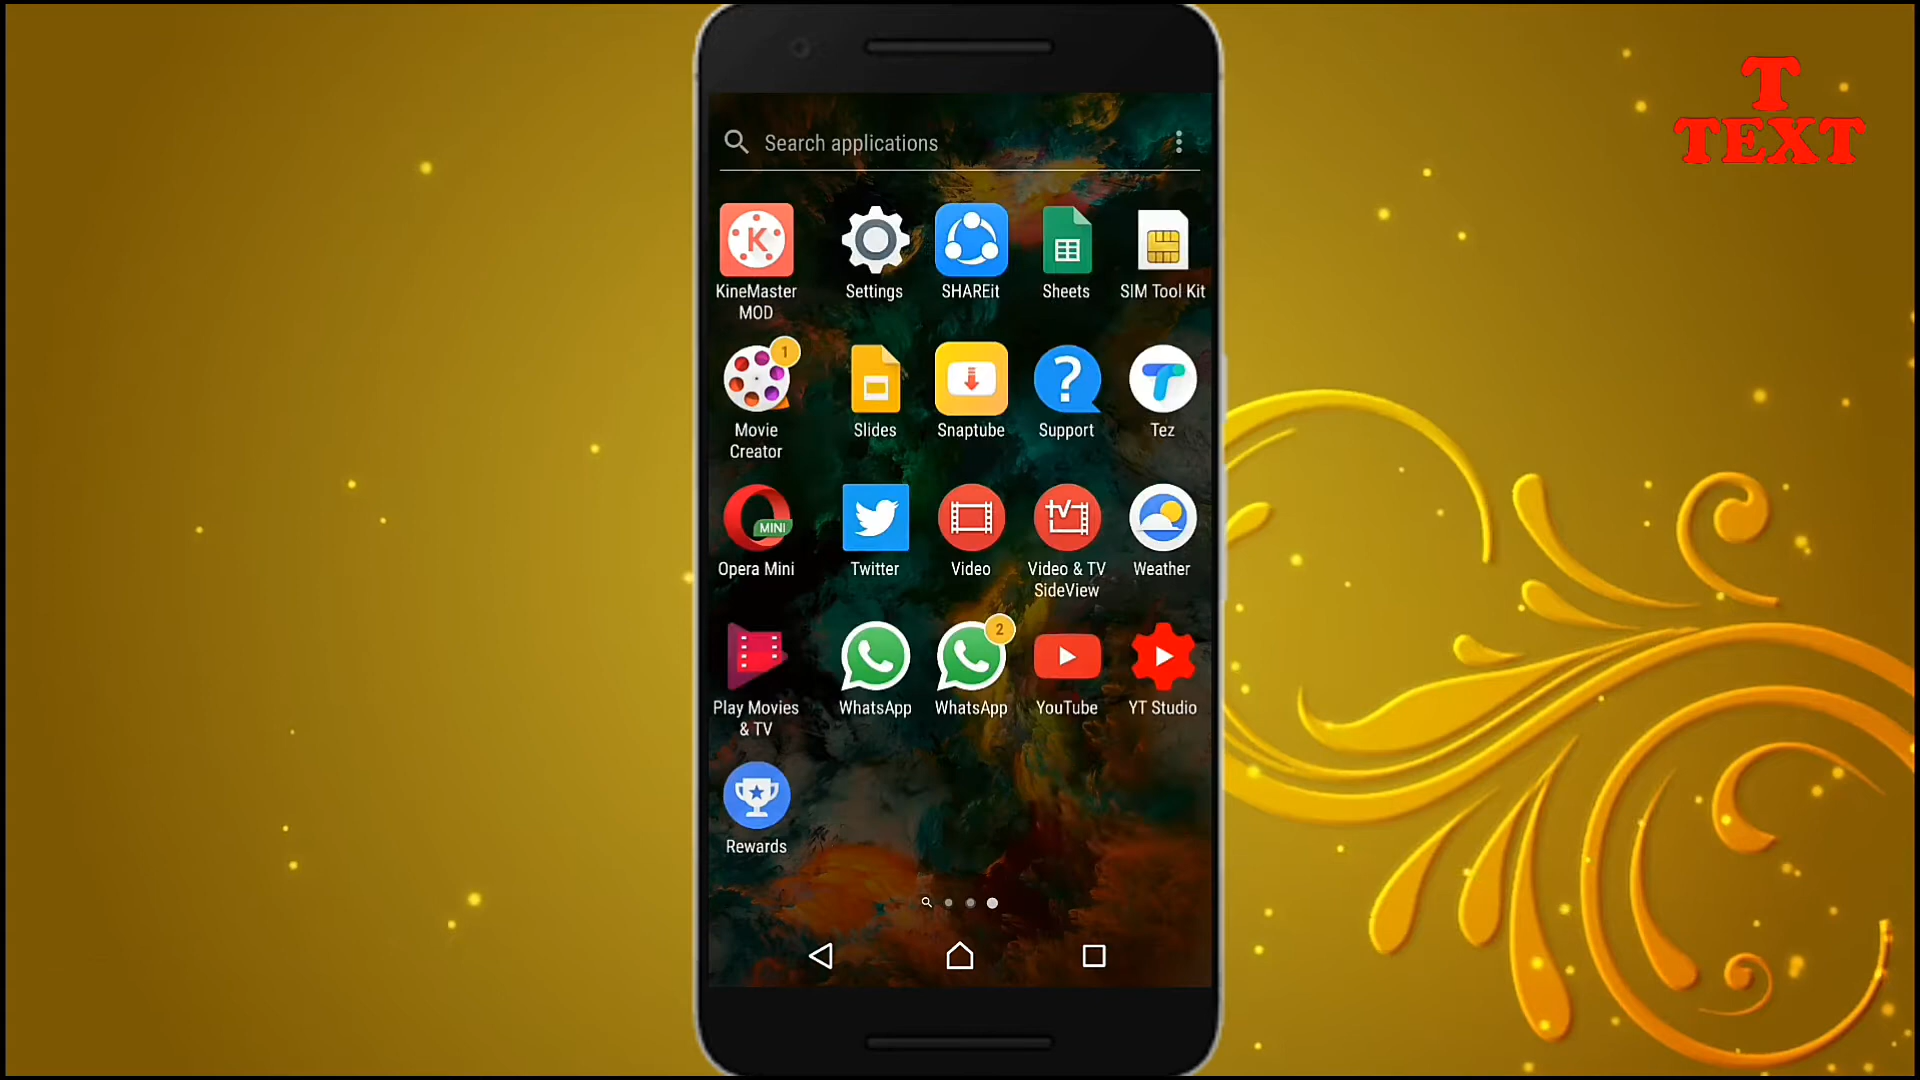 T
TEXT
Search applications
KineMaster MOD
Settings
SHAREit
Sheets
SIM Tool Kit
1
Movie Creator
Slides
Snaptube
Support
Tez
MINI
Opera Mini
Twitter
Video
Video & TV SideView
Weather
Play Movies & TV
WhatsApp
2
WhatsApp
YouTube
YT Studio
Rewards